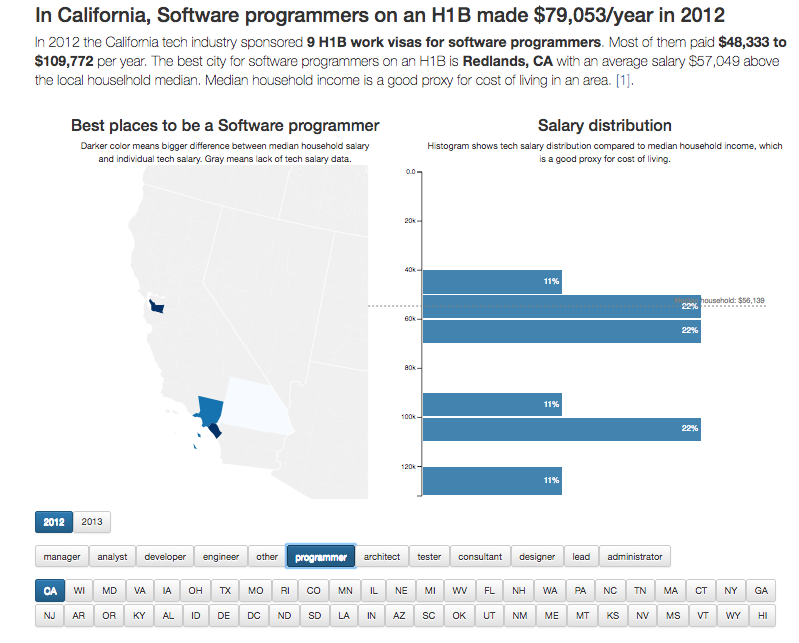 In California, Software programmers on an H1B made $79,053/year in 2012
In 2012 the California tech industry sponsored 9 H1B work visas for software programmers. Most of them paid $48,333 to
$109,772 per year. The best city for software programmers on an H1B is Redlands, CA with an average salary $57,049 above
the local househelhold median. Median household income is a good proxy for cost of living in an area. [1].
Best places to be a Software programmer
Darker color means bigger difference between median household salary
and individual tech salary. Gray means lack of tech salary data.
Salary distribution
Histogram shows tech salary distribution compared to median household income, which
is a good proxy for cost of living.
0.0
20k
40k
11%
household: $56,139
22%
60k
22%
80k
11%
100k
22%
120k
11%
2012 2013
manager analyst developer engineer other programmer architect tester consultant designer lead administrator
CA WI MD VA IA OH TX MO RI CO MN IL NE MI WV FL NH WA PA NC TN MA CT NY GA
NJ AR OR KY AL ID DE DC ND SD LA IN AZ SC OK UT NM ME MT KS NV MS VT WY HI